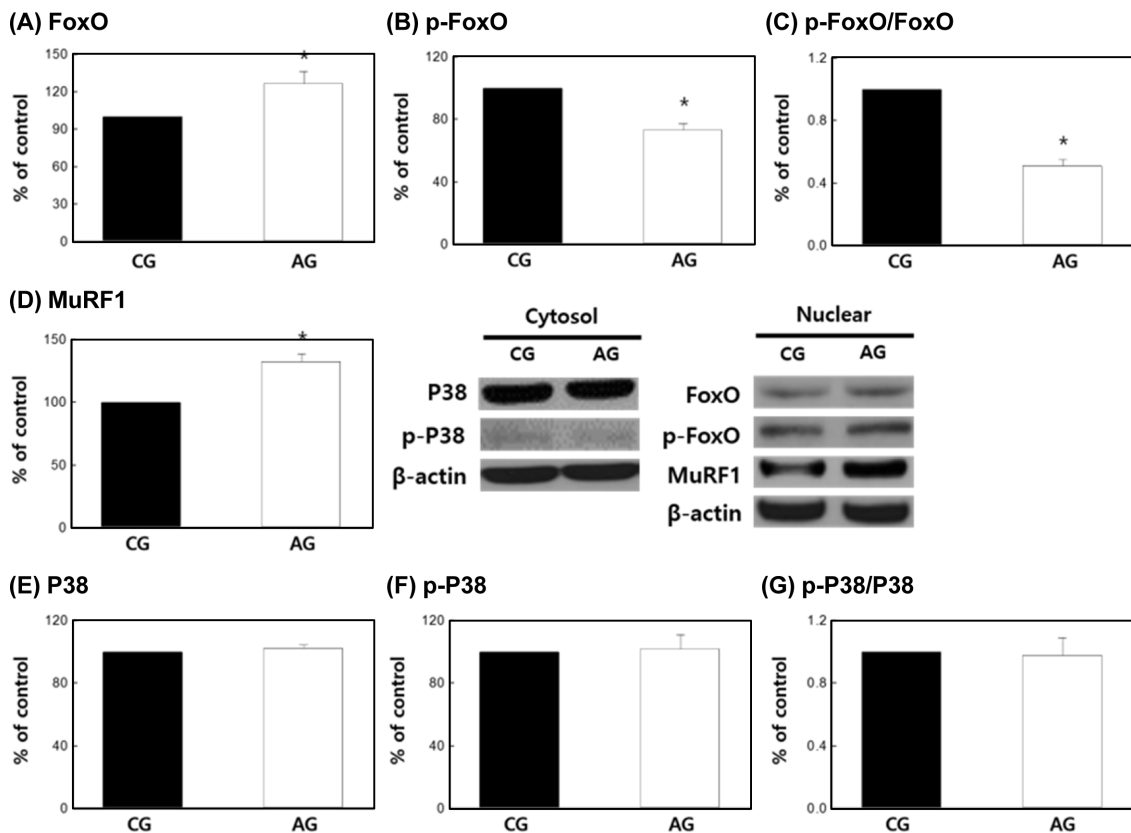 (A) FoxO
% of control
150
120
90
60
30
0
*
CG AG
(B) p-FoxO
% of control
120
80
40
0
*
CG AG
(C) p-FoxO/FoxO
% of control
1.2
0.8
0.4
0.0
*
CG AG
(D) MuRF1
% of control
150
100
50
0
*
CG AG
Cytosol
CG AG
P38
p-P38
β-actin
Nuclear
CG AG
FoxO
p-FoxO
MuRF1
β-actin
(E) P38
% of control
120
80
40
0
CG AG
(F) p-P38
% of control
120
80
40
0
CG AG
(G) p-P38/P38
% of control
1.2
0.8
0.4
0.0
CG AG